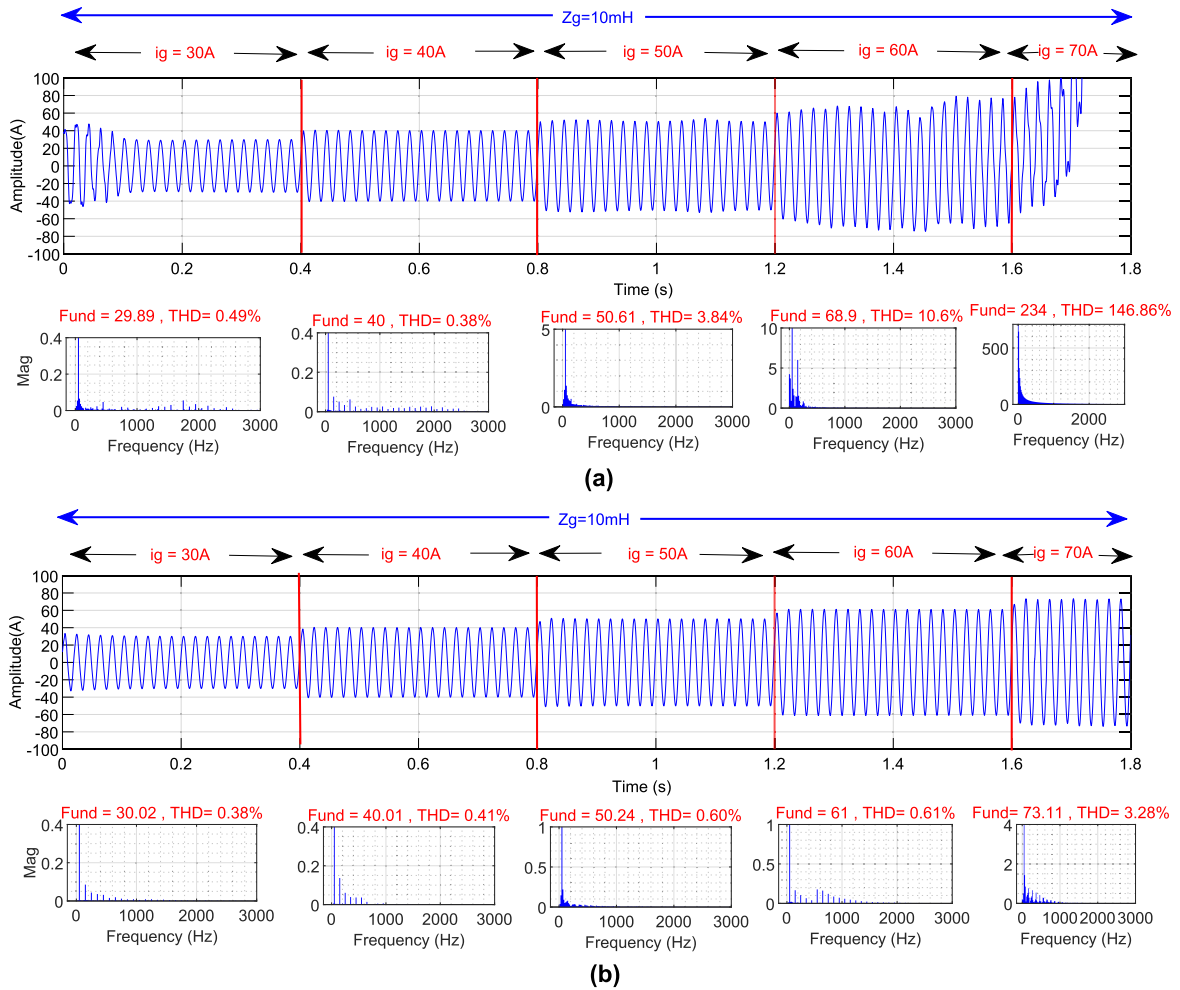 Zg=10mH
ig = 30A ig = 40A ig = 50A ig = 60A ig = 70A
100
80
60
40
20
0
-20
-40
-60
-80
-100
Amplitude(A)
0 0.2 0.4 0.6 0.8 1 1.2 1.4 1.6 1.8
Time (s)
Fund = 29.89 , THD= 0.49%
0.4
0.2
0
Mag
0 1000 2000 3000
Frequency (Hz)
Fund = 40 , THD= 0.38%
0.4
0.2
0
0 1000 2000 3000
Frequency (Hz)
Fund = 50.61 , THD= 3.84%
5
0
0 1000 2000 3000
Frequency (Hz)
Fund = 68.9 , THD= 10.6%
10
5
0
0 1000 2000 3000
Frequency (Hz)
Fund= 234 , THD= 146.86%
500
0
0 2000
Frequency (Hz)
(a)
Zg=10mH
ig = 30A ig = 40A ig = 50A ig = 60A ig = 70A
100
80
60
40
20
0
-20
-40
-60
-80
-100
Amplitude(A)
0 0.2 0.4 0.6 0.8 1 1.2 1.4 1.6 1.8
Time (s)
Fund = 30.02 , THD= 0.38%
0.4
0.2
0
Mag
0 1000 2000 3000
Frequency (Hz)
Fund = 40.01 , THD= 0.41%
0.4
0.2
0
0 1000 2000 3000
Frequency (Hz)
Fund= 50.24 , THD= 0.60%
1
0.5
0
0 1000 2000 3000
Frequency (Hz)
Fund = 61 , THD= 0.61%
1
0.5
0
0 1000 2000 3000
Frequency (Hz)
Fund= 73.11 , THD= 3.28%
4
2
0
0 1000 2000 3000
Frequency (Hz)
(b)